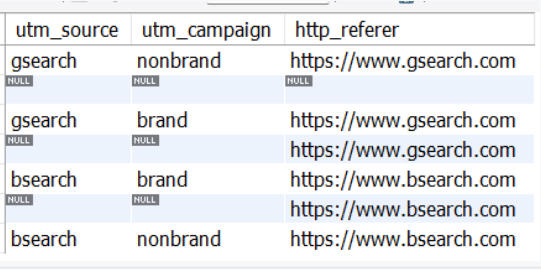 utm_source utm_campaign http_referer
gsearch nonbrand https://www.gsearch.com
NULL NULL NULL
gsearch brand https://www.gsearch.com
NULL NULL https://www.gsearch.com
bsearch brand https://www.bsearch.com
NULL NULL https://www.bsearch.com
bsearch nonbrand https://www.bsearch.com